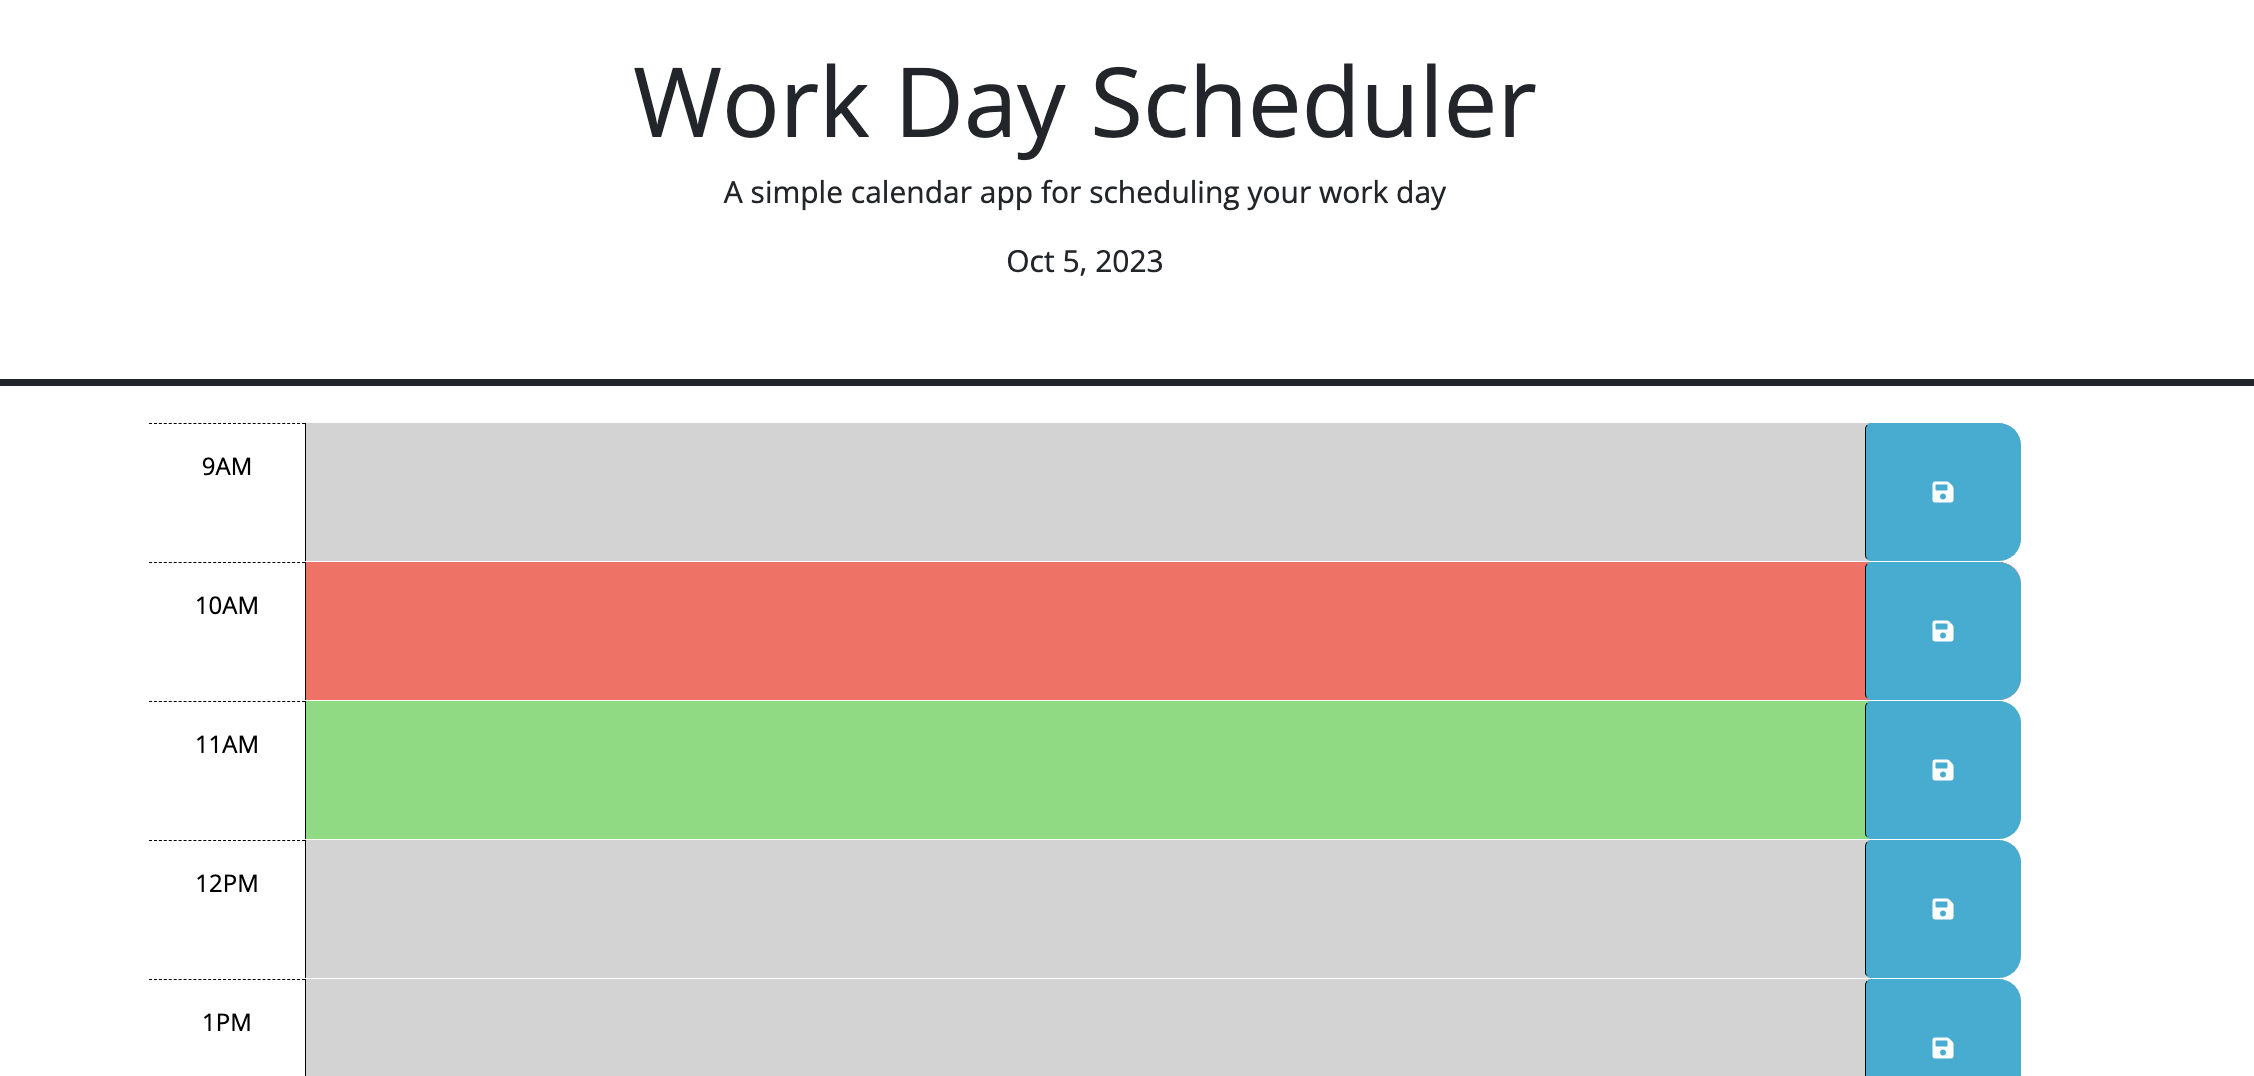 Work Day Scheduler
A simple calendar app for scheduling your work day
Oct 5, 2023
9AM
10AM
11AM
12PM
1PM